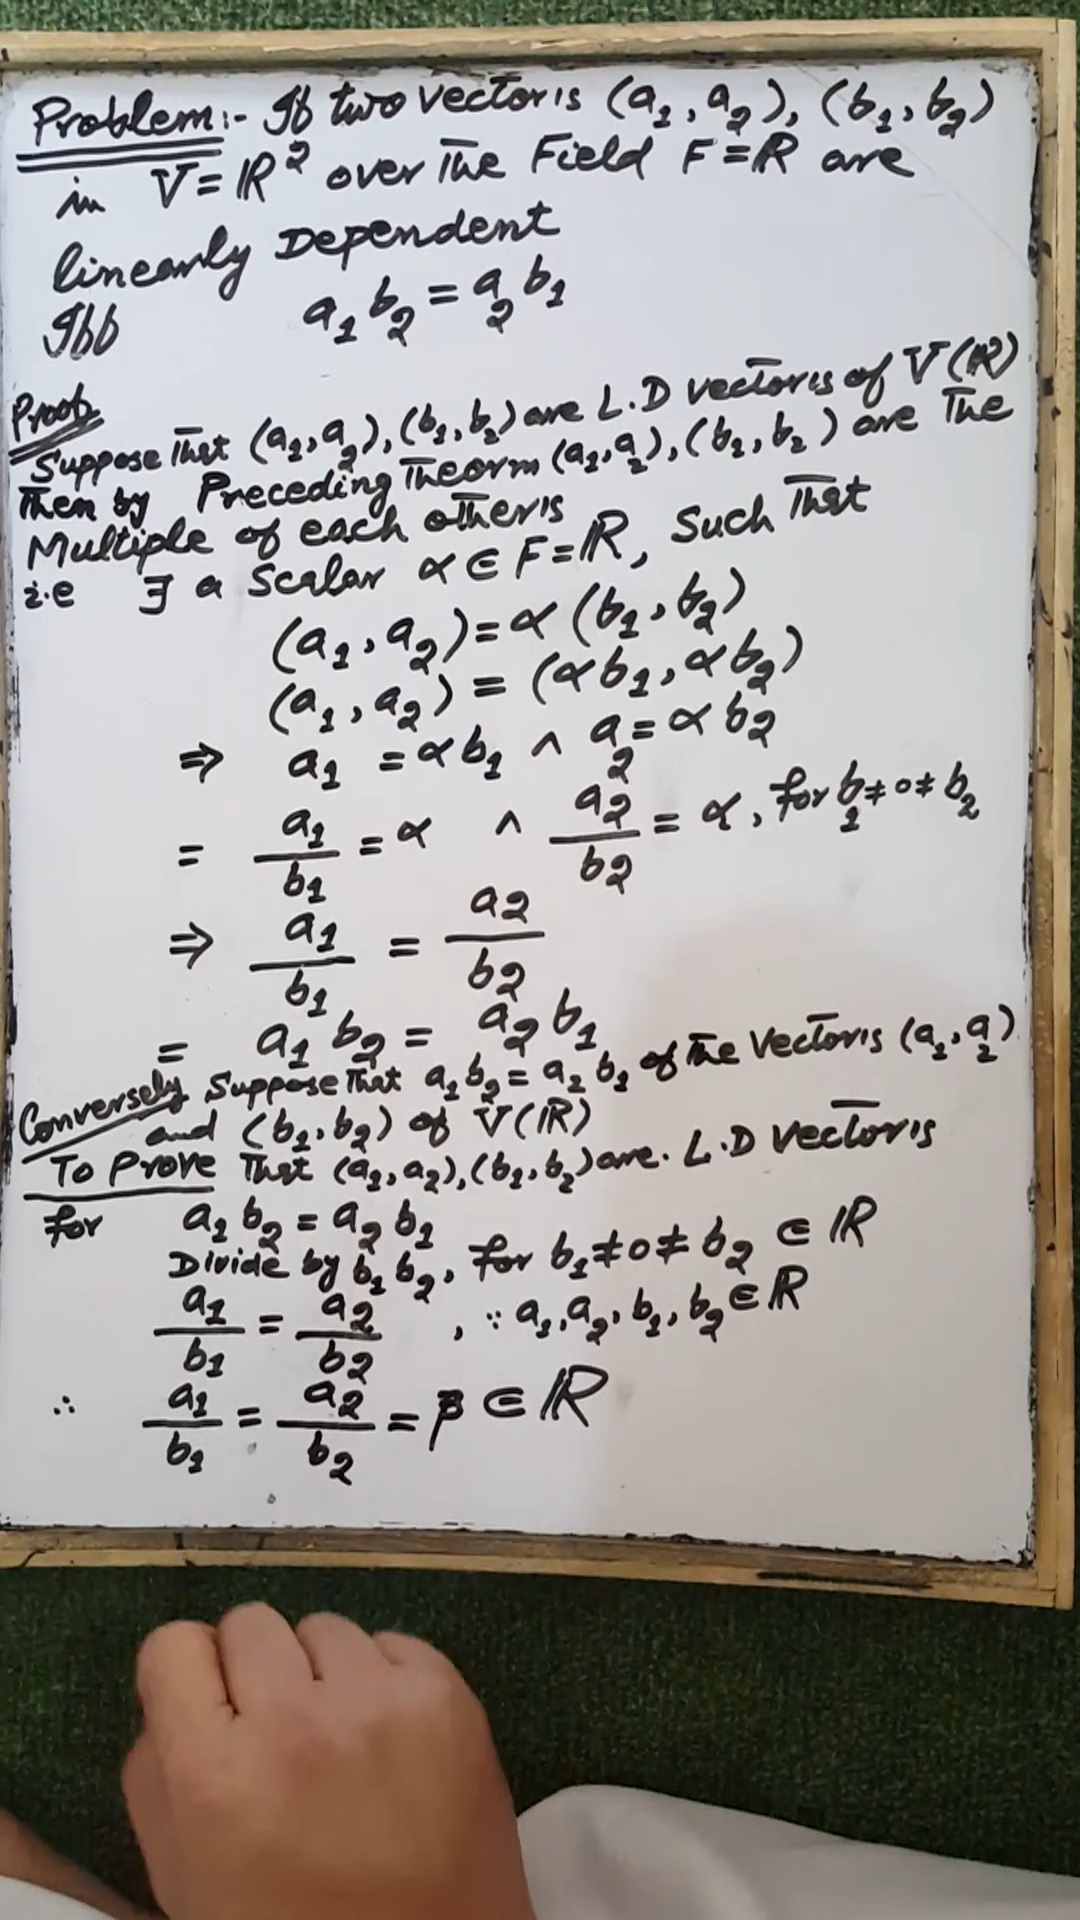 Problem:- If two vectors (a₁, a₂), (b₁, b₂)
in V = ℝ² over The Field F = ℝ are
linearly Dependent
Iff a₁ b₂ = a₂ b₁
Proof
Suppose That (a₁, a₂), (b₁, b₂) are L.D vectors of V(ℝ)
Then by Preceding Theorm (a₁, a₂), (b₁, b₂) are The
Multiple of each others
i.e ∃ a Scalar α ∈ F = ℝ, Such That
(a₁, a₂) = α (b₁, b₂)
(a₁, a₂) = (αb₁, αb₂)
⇒ a₁ = αb₁ ∧ a₂ = αb₂
= a₁/b₁ = α ∧ a₂/b₂ = α, for b₁ ≠ 0 ≠ b₂
⇒ a₁/b₁ = a₂/b₂
= a₁ b₂ = a₂ b₁
Conversely Suppose That a₁ b₂ = a₂ b₁ of The Vectors (a₁, a₂)
and (b₁, b₂) of V(ℝ)
To Prove That (a₁, a₂), (b₁, b₂) are. L.D vectors
for a₁ b₂ = a₂ b₁
Divide by b₁ b₂, for b₁ ≠ 0 ≠ b₂ ∈ ℝ
a₁/b₁ = a₂/b₂ , ∵ a₁, a₂, b₁, b₂ ∈ ℝ
∴ a₁/b₁ = a₂/b₂ = β ∈ ℝ